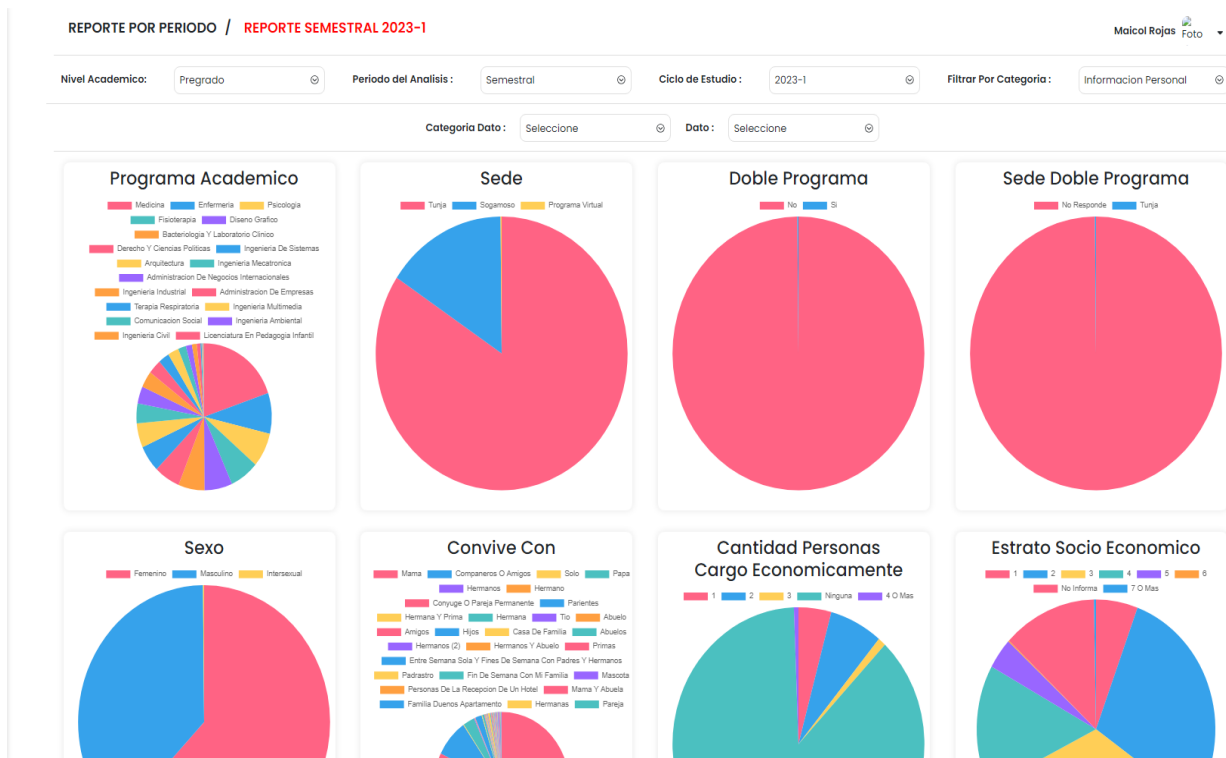 REPORTE POR PERIODO / REPORTE SEMESTRAL 2023-1
Maicol Rojas Foto
Nivel Academico: Pregrado Periodo del Analisis : Semestral Ciclo de Estudio : 2023-1 Filtrar Por Categoria : Informacion Personal
Categoria Dato : Seleccione Dato : Seleccione
Programa Academico
Medicina Enfermeria Psicologia
Fisioterapia Diseno Grafico
Bacteriologia Y Laboratorio Clinico
Derecho Y Ciencias Politicas Ingenieria De Sistemas
Arquitectura Ingenieria Mecatronica
Administracion De Negocios Internacionales
Ingenieria Industrial Administracion De Empresas
Terapia Respiratoria Ingenieria Multimedia
Comunicacion Social Ingenieria Ambiental
Ingenieria Civil Licenciatura En Pedagogia Infantil
Sede
Tunja Sogamoso Programa Virtual
Doble Programa
No Si
Sede Doble Programa
No Responde Tunja
Sexo
Femenino Masculino Intersexual
Convive Con
Mama Companeros O Amigos Solo Papa
Hermanos Hermano
Conyuge O Pareja Permanente Parientes
Hermana Y Prima Hermana Tio Abuelo
Amigos Hijos Casa De Familia Abuelos
Hermanos (2) Hermanos Y Abuelo Primas
Entre Semana Sola Y Fines De Semana Con Padres Y Hermanos
Padrastro Fin De Semana Con Mi Familia Mascota
Personas De La Recepcion De Un Hotel Mama Y Abuela
Familia Duenos Apartamento Hermanas Pareja
Cantidad Personas
Cargo Economicamente
1 2 3 Ninguna 4 O Mas
Estrato Socio Economico
1 2 3 4 5 6
No Informa 7 O Mas